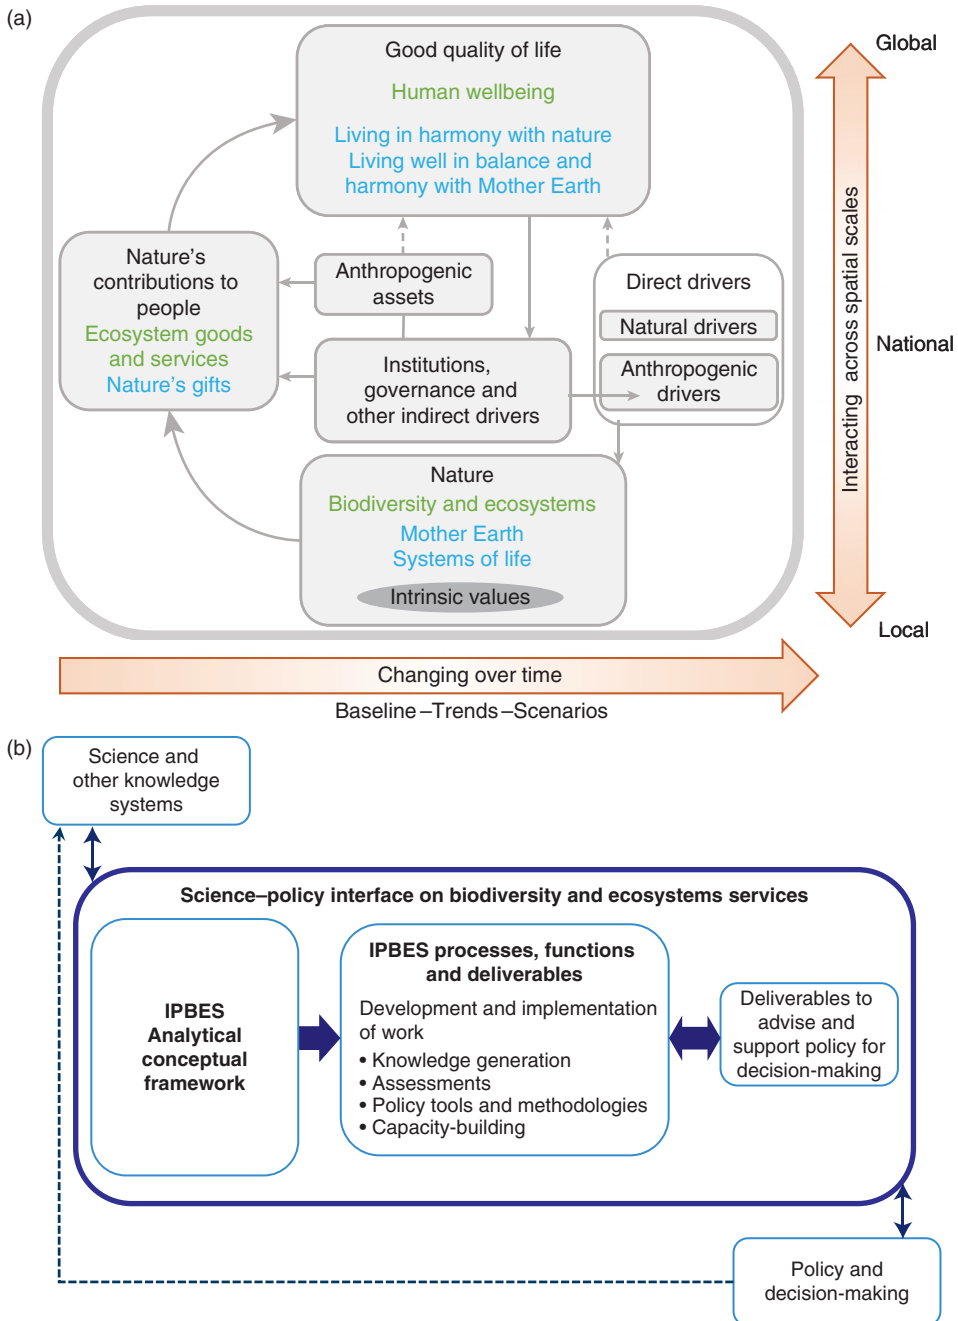 (a)
Good quality of life
Human wellbeing
Living in harmony with nature
Living well in balance and
harmony with Mother Earth
Nature's
contributions to
people
Ecosystem goods
and services
Nature's gifts
Anthropogenic
assets
Institutions,
governance and
other indirect drivers
Direct drivers
Natural drivers
Anthropogenic
drivers
Nature
Biodiversity and ecosystems
Mother Earth
Systems of life
Intrinsic values
Global
National
Local
Interacting across spatial scales
Changing over time
Baseline–Trends–Scenarios
(b)
Science and
other knowledge
systems
Science–policy interface on biodiversity and ecosystems services
IPBES
Analytical
conceptual
framework
IPBES processes, functions
and deliverables
Development and implementation
of work
• Knowledge generation
• Assessments
• Policy tools and methodologies
• Capacity-building
Deliverables to
advise and
support policy for
decision-making
Policy and
decision-making